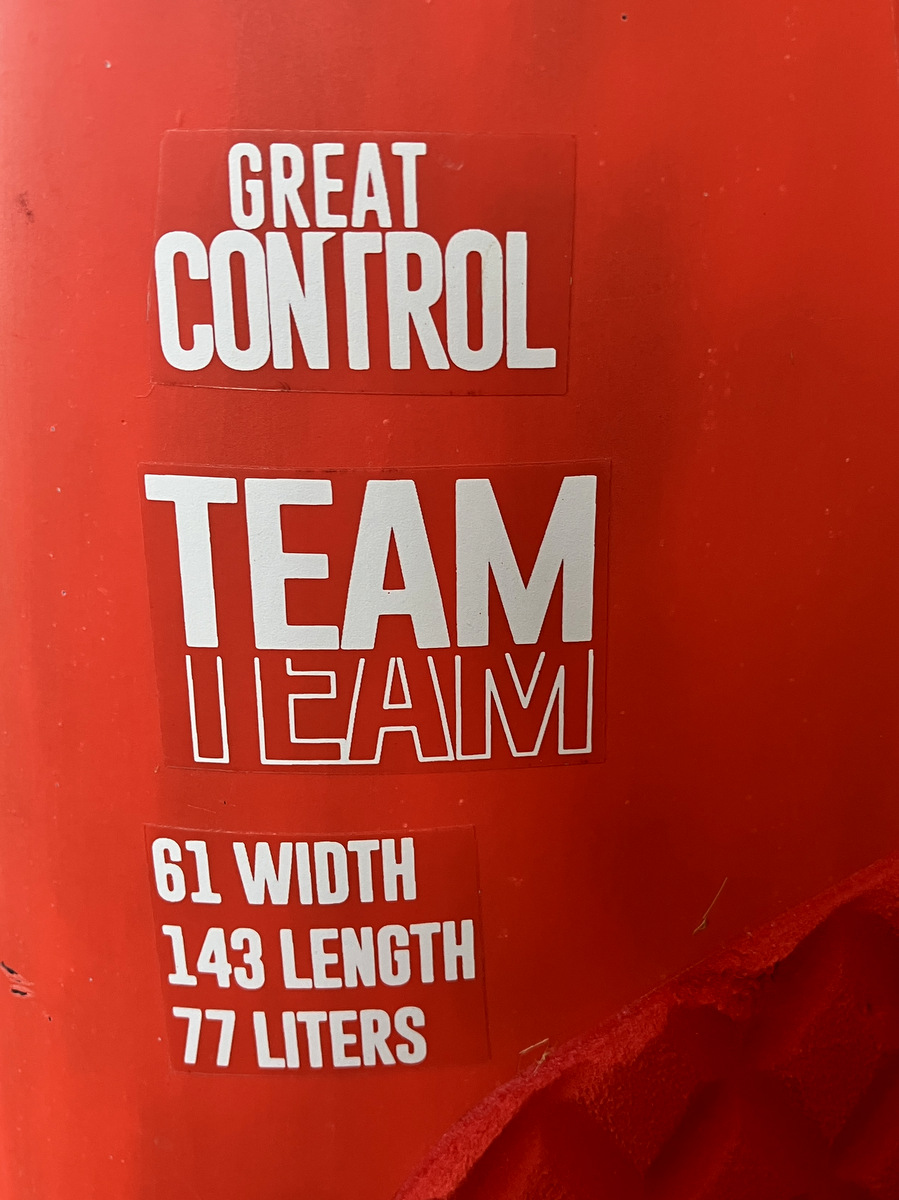 GREAT
CONTROL
TEAM
TEAM
61 WIDTH
143 LENGTH
77 LITERS